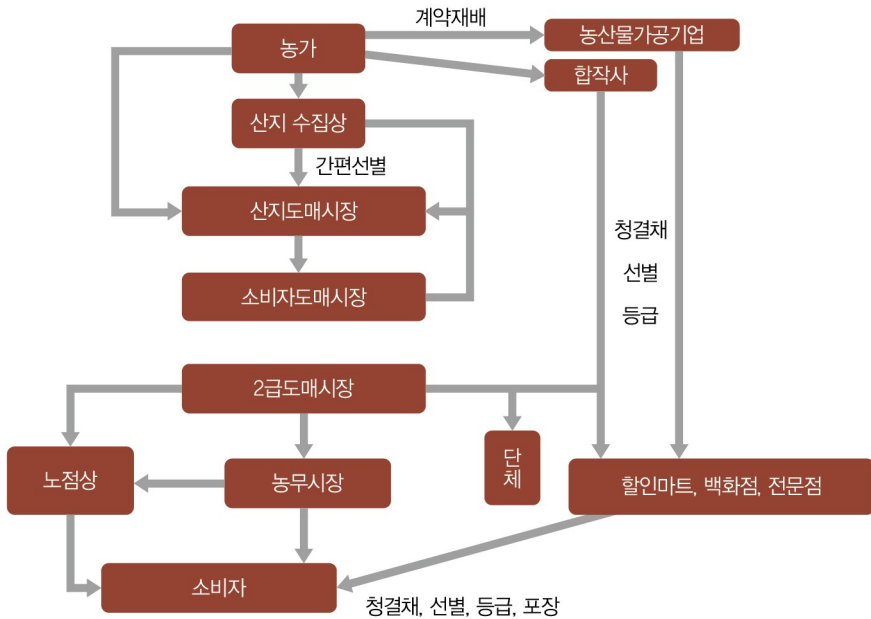 계약재배
농가
농산물가공기업
합작사
산지 수집상
간편선별
산지도매시장
청결채
선별
등급
소비자도매시장
2급도매시장
노점상
농무시장
단
체
할인마트, 백화점, 전문점
소비자
청결채, 선별, 등급, 포장